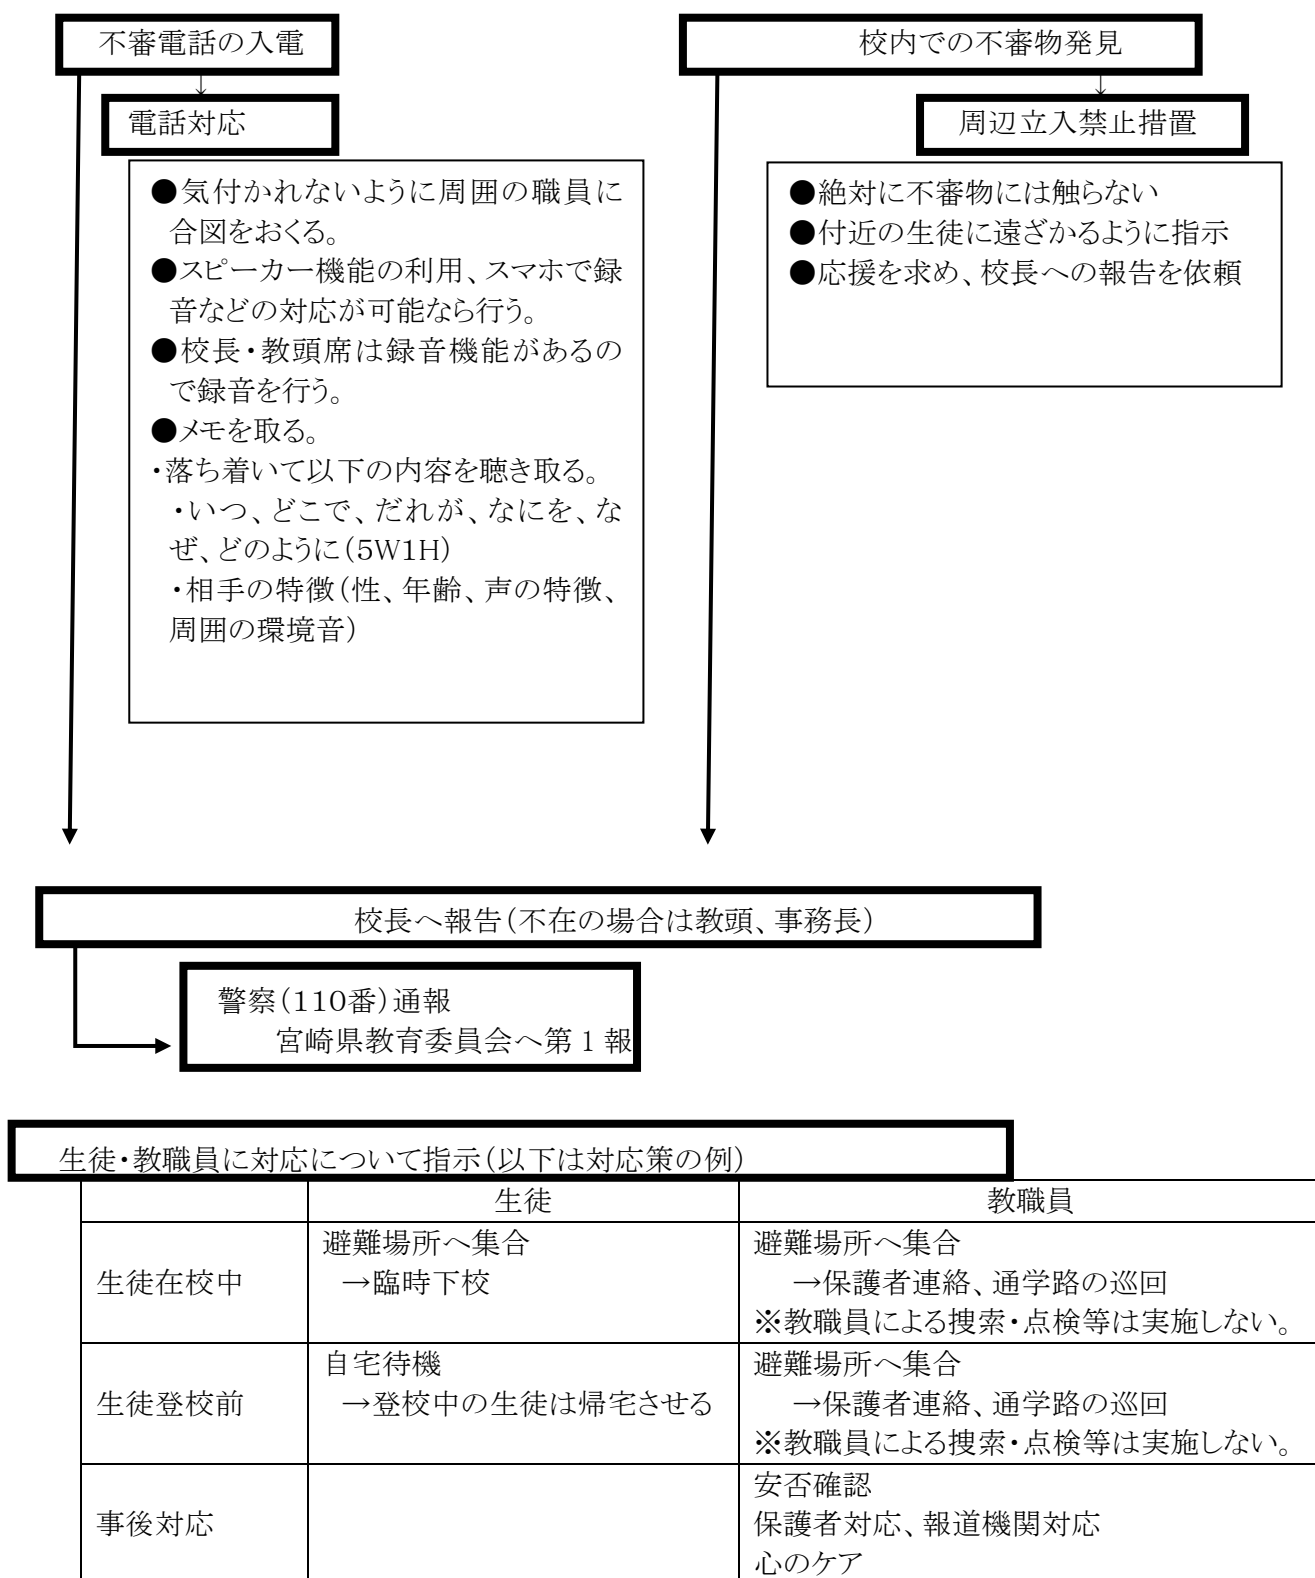 不審電話の入電
電話対応
●気付かれないように周囲の職員に
合図をおくる。
●スピーカー機能の利用、スマホで録
音などの対応が可能なら行う。
●校長・教頭席は録音機能があるの
で録音を行う。
●メモを取る。
・落ち着いて以下の内容を聴き取る。
・いつ、どこで、だれが、なにを、な
ぜ、どのように(5W1H)
・相手の特徴(性、年齢、声の特徴、
周囲の環境音)
校内での不審物発見
周辺立入禁止措置
●絶対に不審物には触らない
●付近の生徒に遠ざかるように指示
●応援を求め、校長への報告を依頼
校長へ報告(不在の場合は教頭、事務長)
警察(110番)通報
宮崎県教育委員会へ第1報
生徒・教職員に対応について指示(以下は対応策の例)
生徒
教職員
生徒在校中
避難場所へ集合
→臨時下校
避難場所へ集合
→保護者連絡、通学路の巡回
※教職員による捜索・点検等は実施しない。
生徒登校前
自宅待機
→登校中の生徒は帰宅させる
避難場所へ集合
→保護者連絡、通学路の巡回
※教職員による捜索・点検等は実施しない。
事後対応
安否確認
保護者対応、報道機関対応
心のケア